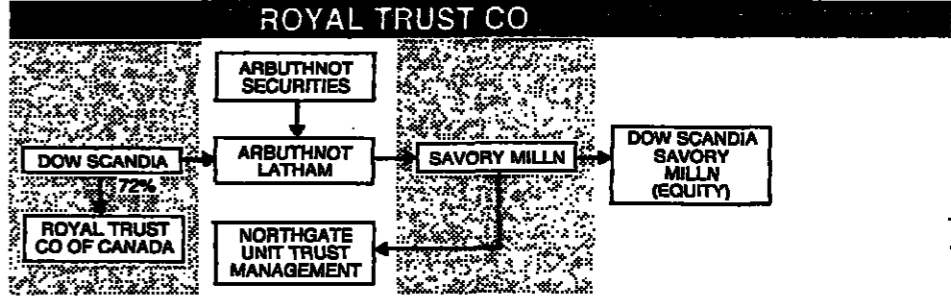 ROYAL TRUST CO
ARBUTHNOT
SECURITIES
DOW SCANDIA
ARBUTHNOT
LATHAM
SAVORY MILLN
DOW SCANDIA
SAVORY
MILLN
(EQUITY)
72%
ROYAL TRUST
CO OF CANADA
NORTHGATE
UNIT TRUST
MANAGEMENT